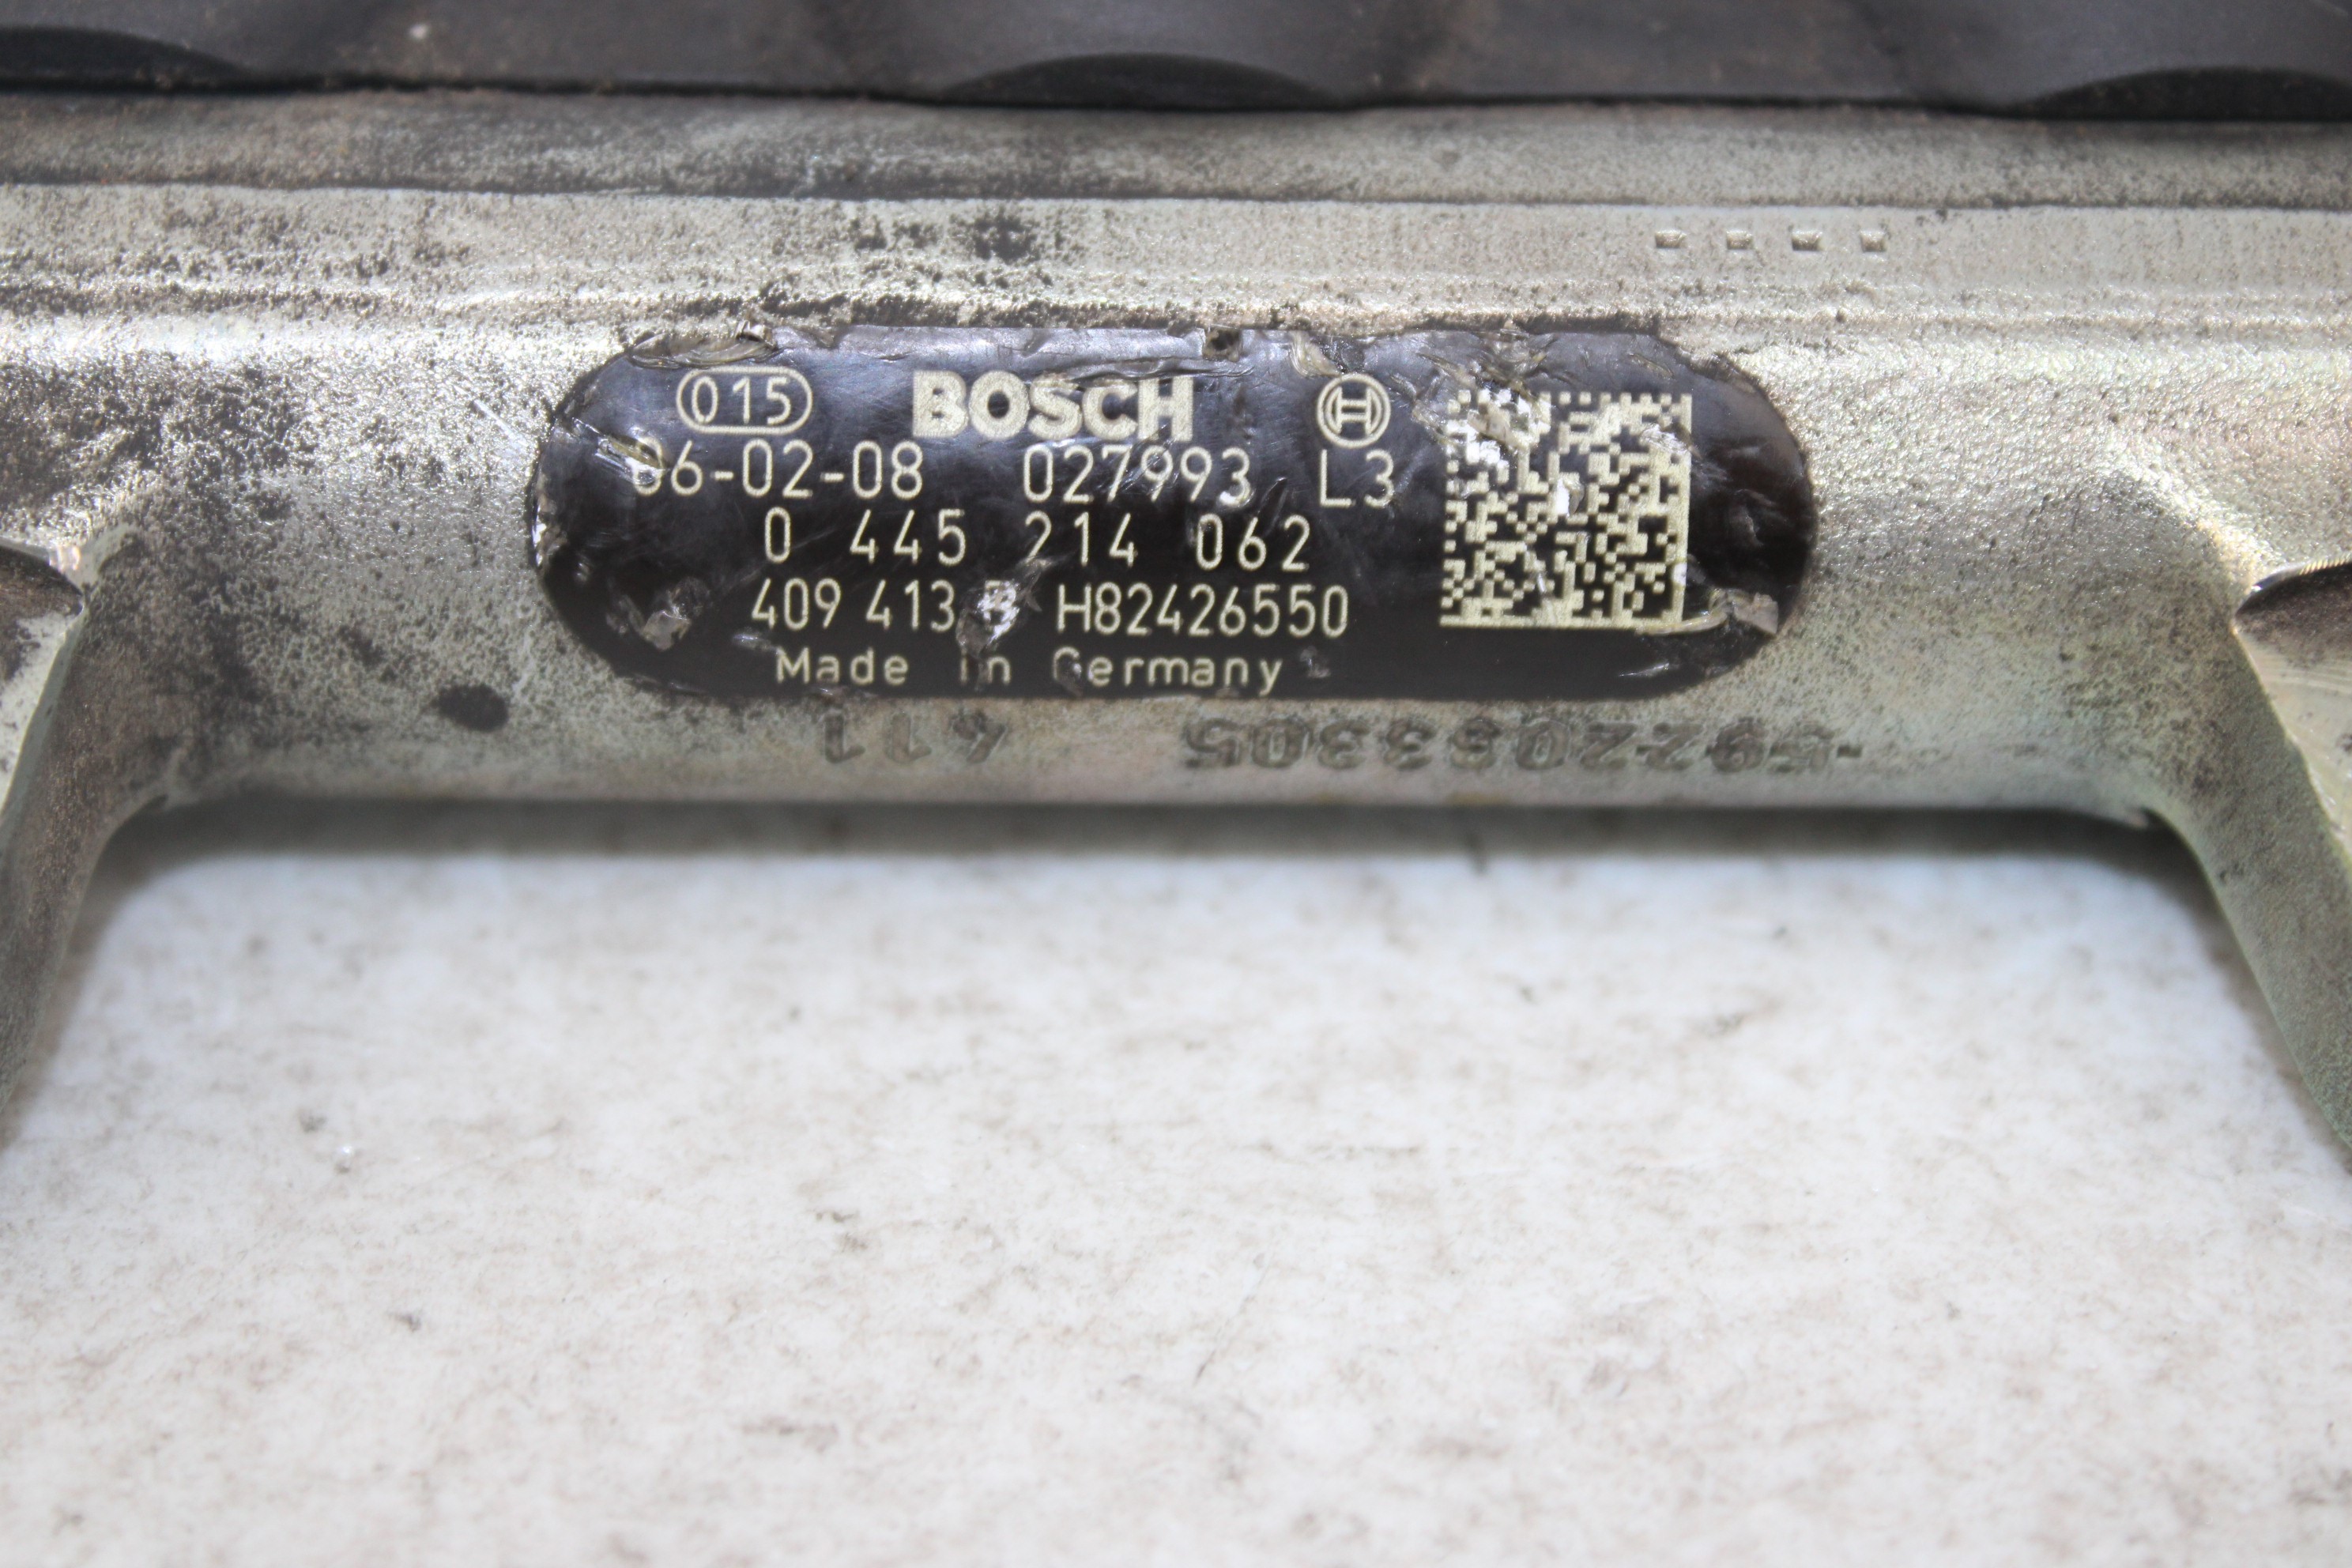 015 BOSCH
06-02-08 027993 L3
0 445 214 062
409 413 H82426550
Made in Germany